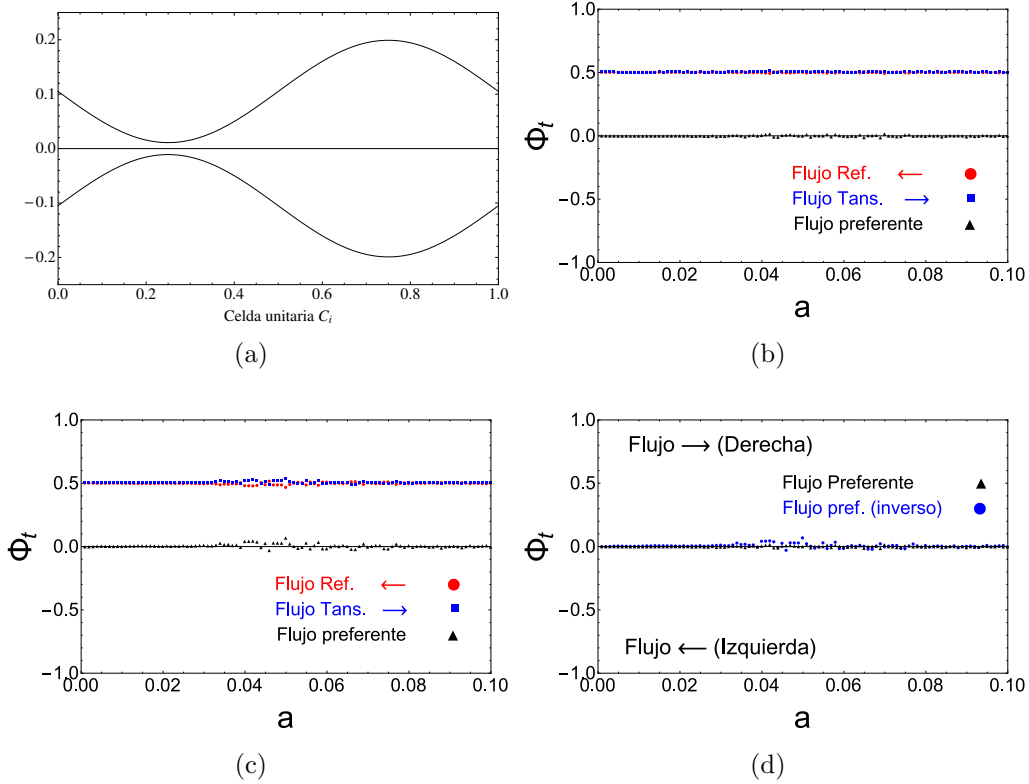 0.2
0.1
0.0
−0.1
−0.2
0.0 0.2 0.4 0.6 0.8 1.0
Celda unitaria Ci
(a)
1.0
0.5
0.0
−0.5
−1.0
Φt
Flujo Ref. ←
Flujo Tans. →
Flujo preferente
0.00 0.02 0.04 0.06 0.08 0.10
a
(b)
1.0
0.5
0.0
−0.5
−1.0
Φt
Flujo Ref. ←
Flujo Tans. →
Flujo preferente
0.00 0.02 0.04 0.06 0.08 0.10
a
(c)
1.0
0.5
0.0
−0.5
−1.0
Φt
Flujo → (Derecha)
Flujo Preferente
Flujo pref. (inverso)
Flujo ← (Izquierda)
0.00 0.02 0.04 0.06 0.08 0.10
a
(d)